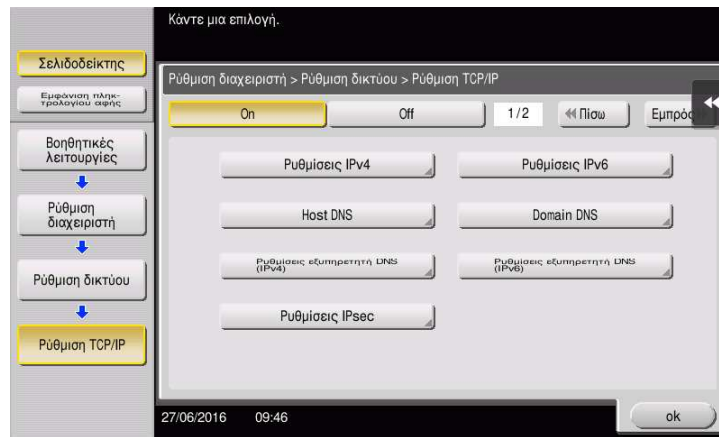 Κάντε μια επιλογή.
Σελιδοδείκτης
Εμφάνιση πληκ-
τρολογίου αφής
Βοηθητικές
λειτουργίες
Ρύθμιση
διαχειριστή
Ρύθμιση δικτύου
Ρύθμιση TCP/IP
Ρύθμιση διαχειριστή > Ρύθμιση δικτύου > Ρύθμιση TCP/IP
On Off 1/2 Πίσω Εμπρός
Ρυθμίσεις IPv4 Ρυθμίσεις IPv6
Host DNS Domain DNS
Ρυθμίσεις εξυπηρετητή DNS Ρυθμίσεις εξυπηρετητή DNS
(IPv4) (IPv6)
Ρυθμίσεις IPsec
27/06/2016 09:46 ok